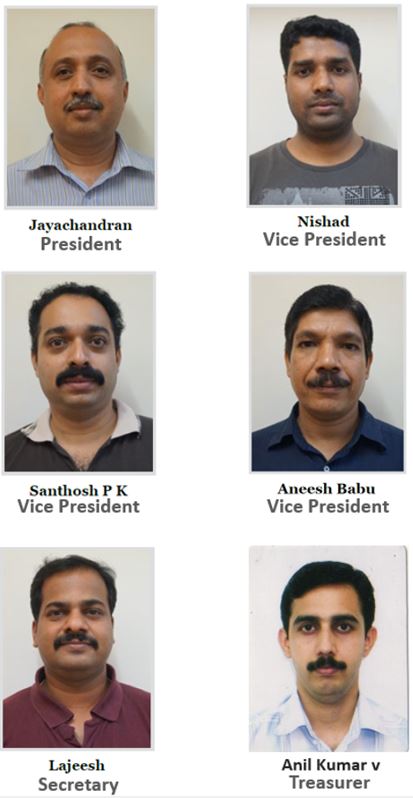 Jayachandran
President
Nishad
Vice President
Santhosh P K
Vice President
Aneesh Babu
Vice President
Lajeesh
Secretary
Anil Kumar v
Treasurer